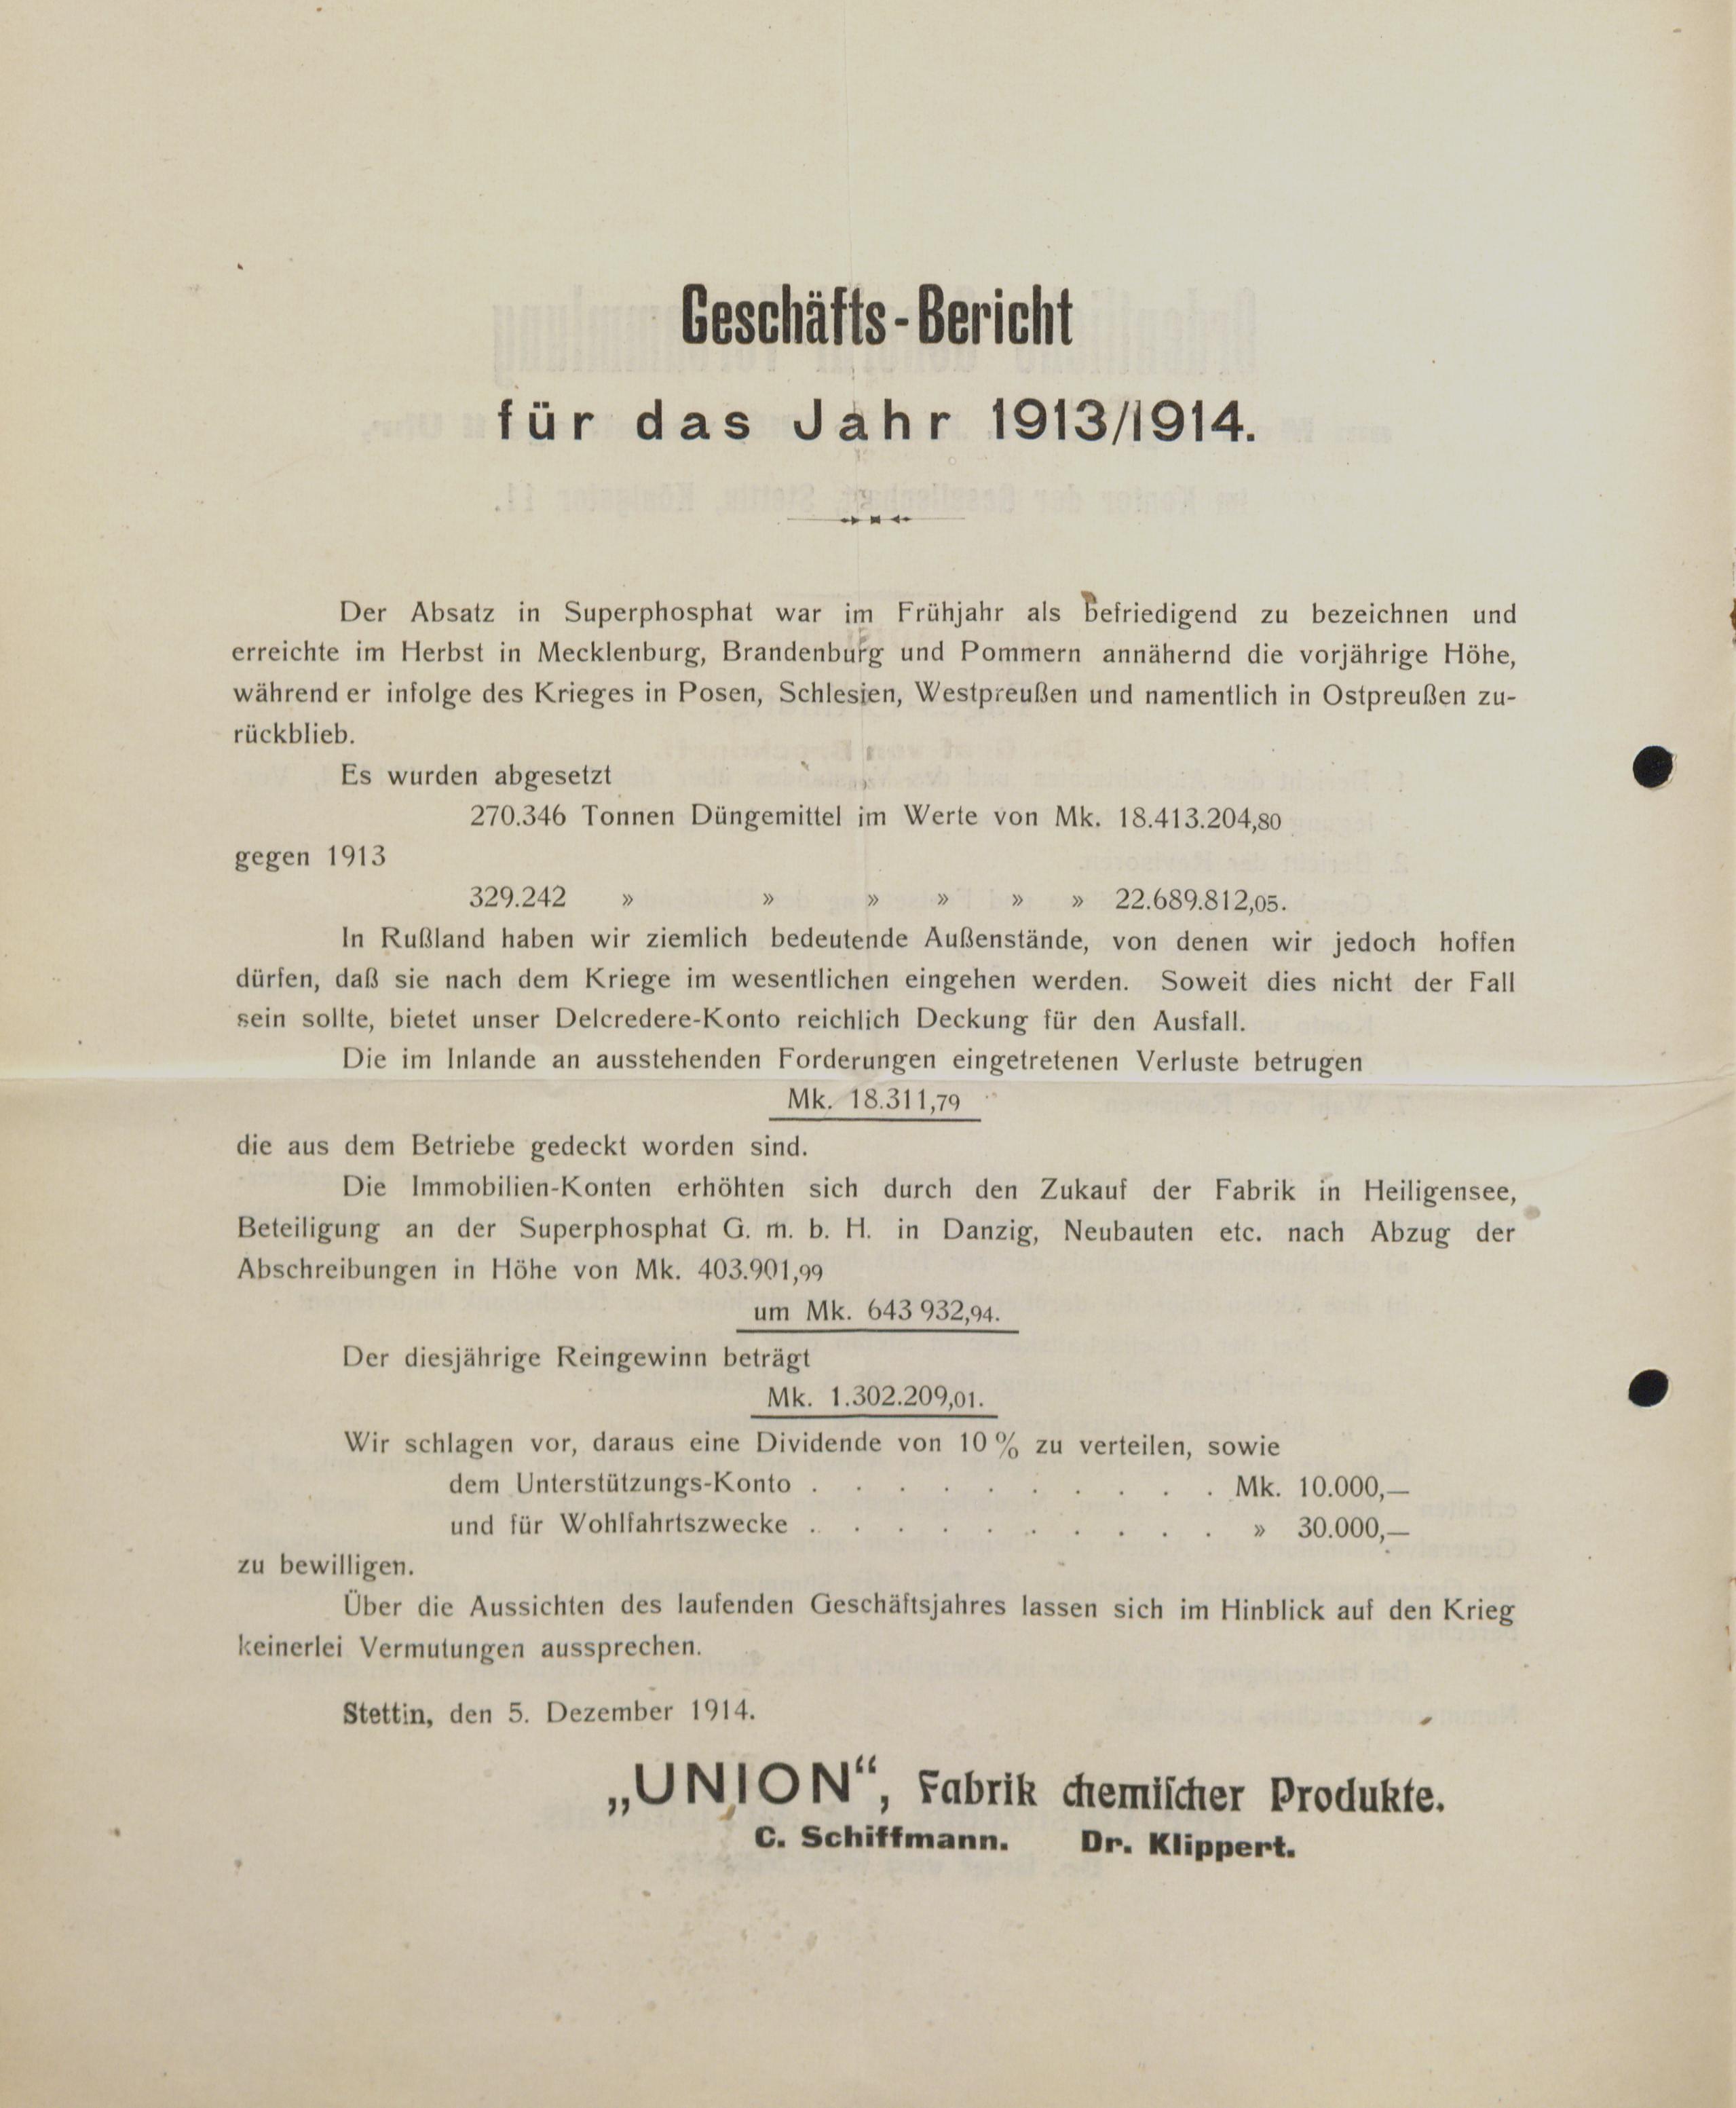 Geschäfts-Bericht
für das Jahr 1913/1914.
Der Absatz in Superphosphat war im Frühjahr als befriedigend zu bezeichnen und
erreichte im Herbst in Mecklenburg, Brandenburg und Pommern annähernd die vorjährige Höhe,
während er infolge des Krieges in Posen, Schlesien, Westpreußen und namentlich in Ostpreußen zu-
rückblieb.
Es wurden abgesetzt
270.346 Tonnen Düngemittel im Werte von Mk. 18.413.204,80
gegen 1913
329.242 » » » » » » 22.689.812,05.
In Rußland haben wir ziemlich bedeutende Außenstände, von denen wir jedoch hoffen
dürfen, daß sie nach dem Kriege im wesentlichen eingehen werden. Soweit dies nicht der Fall
sein sollte, bietet unser Delcredere-Konto reichlich Deckung für den Ausfall.
Die im Inlande an ausstehenden Forderungen eingetretenen Verluste betrugen
Mk. 18.311,79
die aus dem Betriebe gedeckt worden sind.
Die Immobilien-Konten erhöhten sich durch den Zukauf der Fabrik in Heiligensee,
Beteiligung an der Superphosphat G. m. b. H. in Danzig, Neubauten etc. nach Abzug der
Abschreibungen in Höhe von Mk. 403.901,99
um Mk. 643 932,94.
Der diesjährige Reingewinn beträgt
Mk. 1.302.209,01.
Wir schlagen vor, daraus eine Dividende von 10% zu verteilen, sowie
dem Unterstützungs-Konto . . . . . . . . . . Mk. 10.000,—
und für Wohlfahrtszwecke . . . . . . . . . . » 30.000,—
zu bewilligen.
Über die Aussichten des laufenden Geschäftsjahres lassen sich im Hinblick auf den Krieg
keinerlei Vermutungen aussprechen.
Stettin, den 5. Dezember 1914.
„UNION“, Fabrik chemiſcher Produkte.
C. Schiffmann. Dr. Klippert.